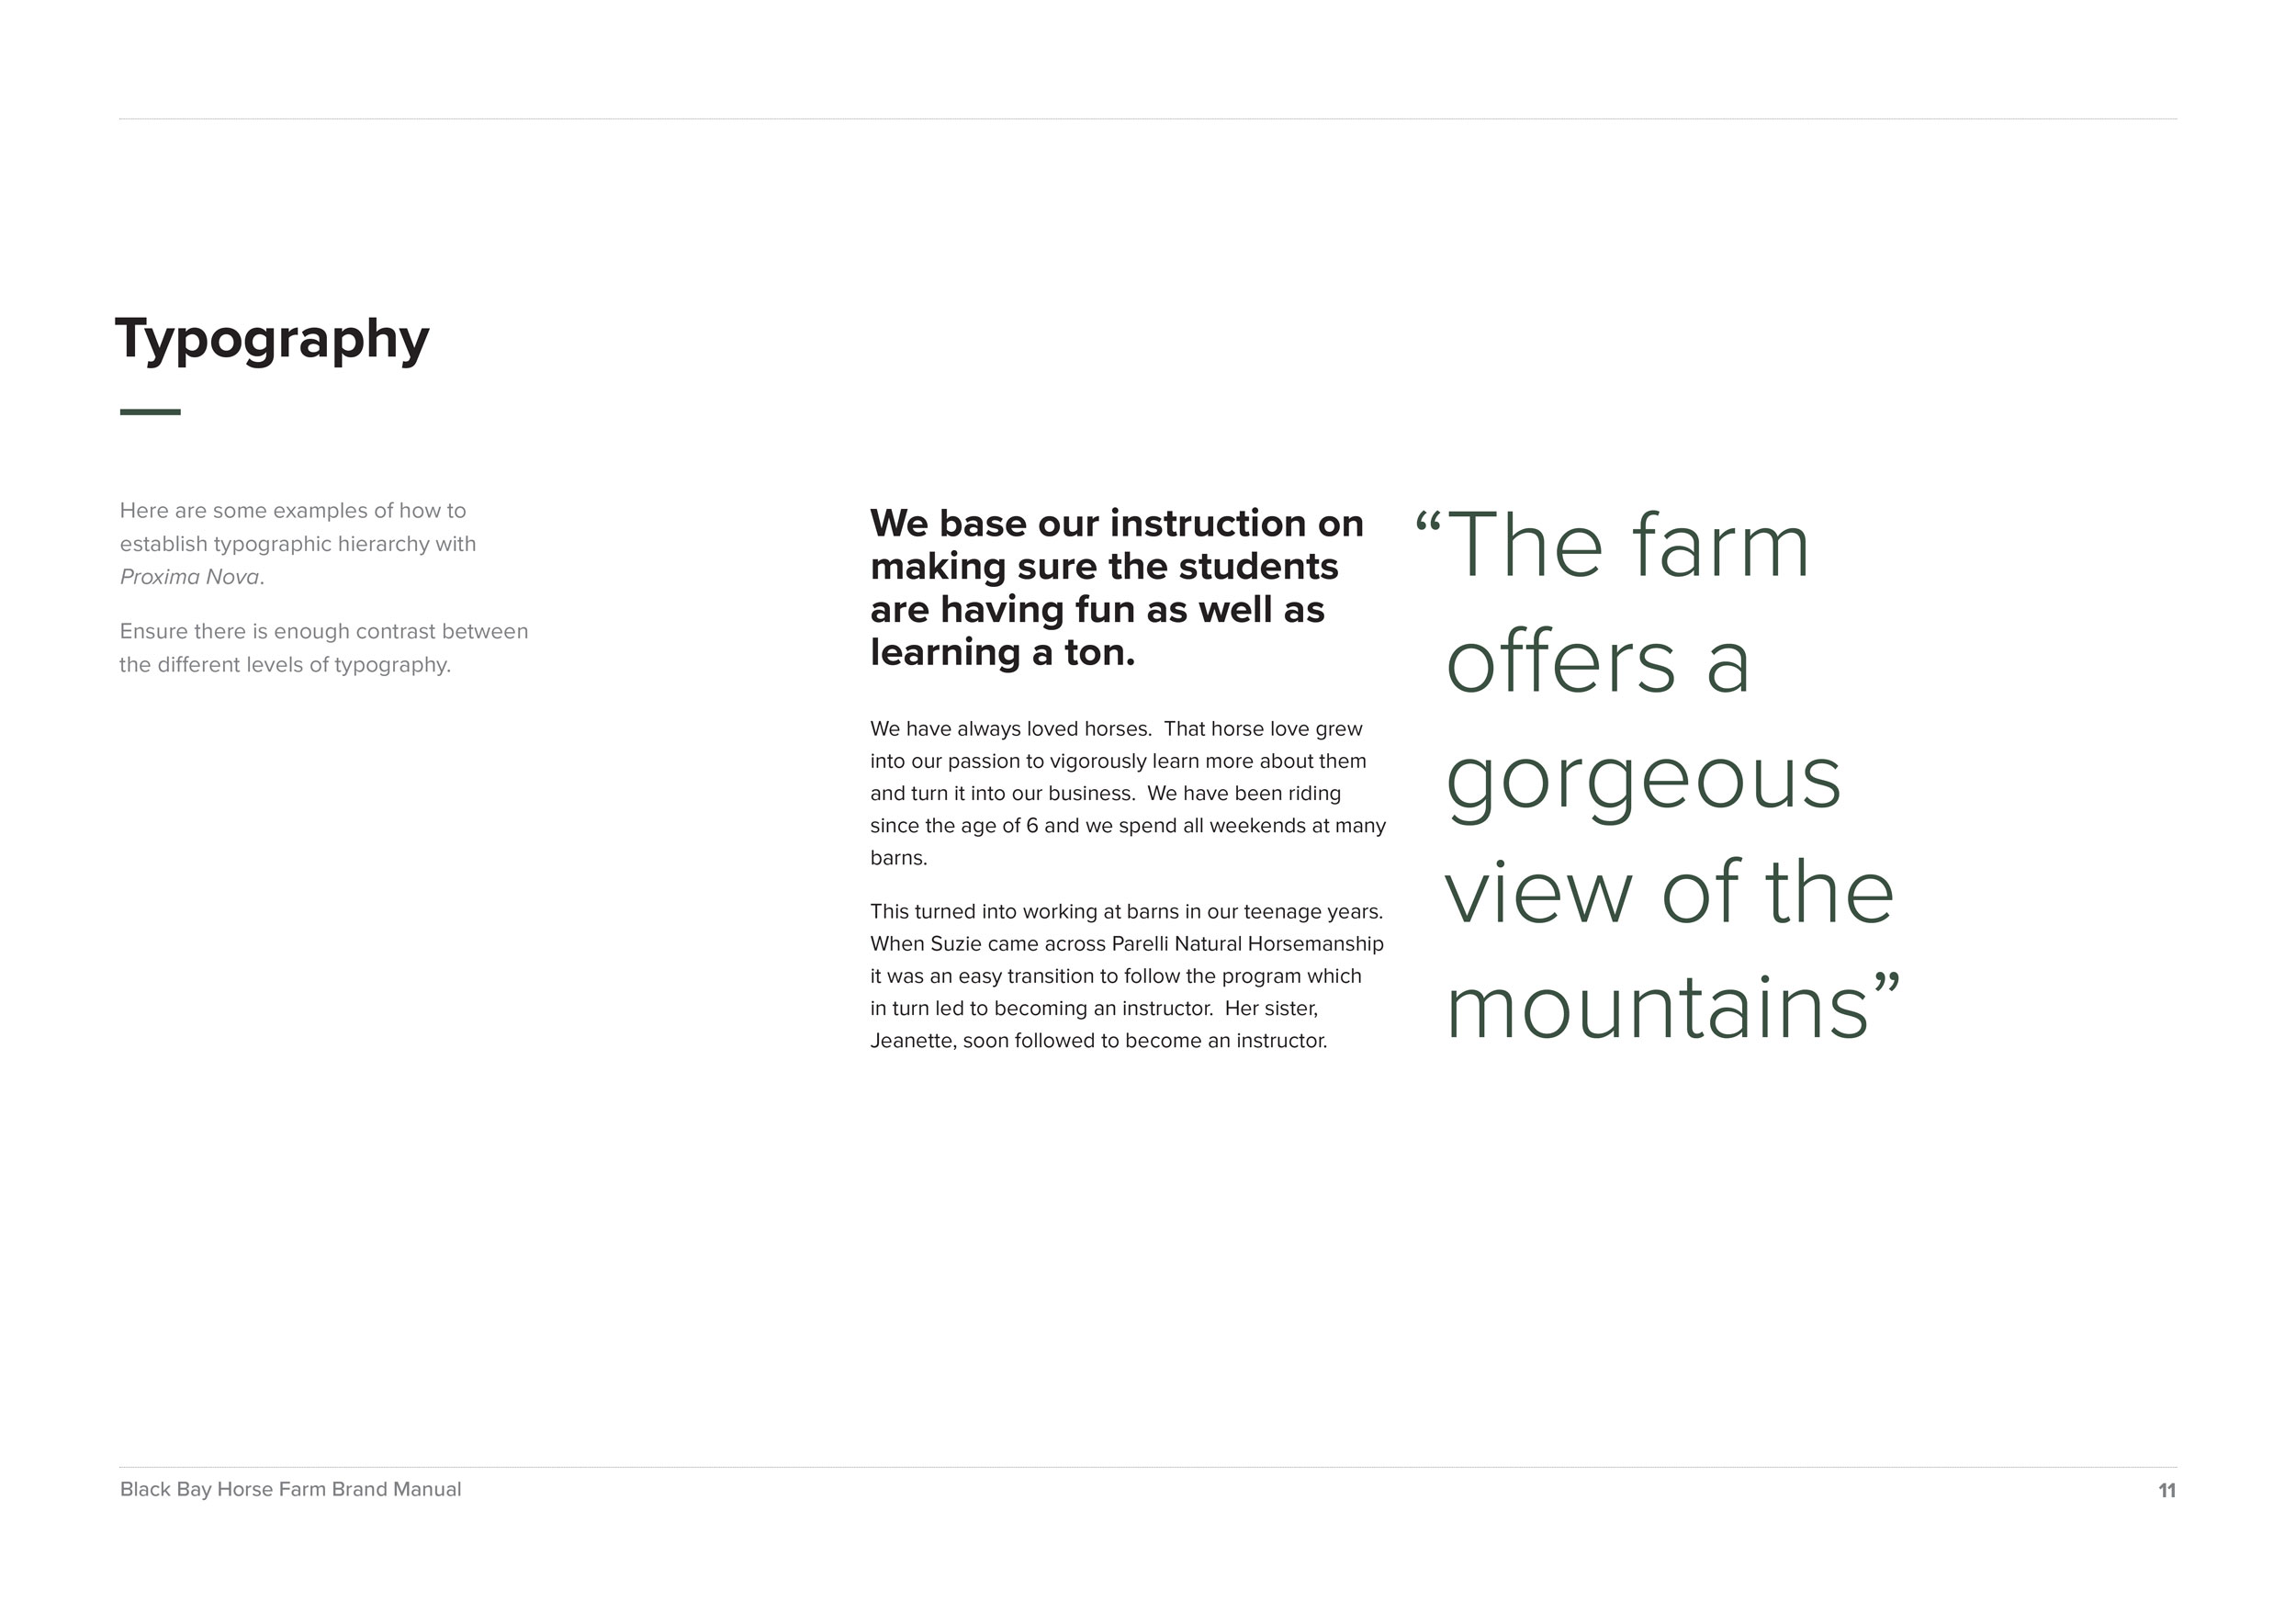 Typography
Here are some examples of how to
establish typographic hierarchy with
Proxima Nova.
Ensure there is enough contrast between
the different levels of typography.
We base our instruction on
making sure the students
are having fun as well as
learning a ton.
We have always loved horses.  That horse love grew
into our passion to vigorously learn more about them
and turn it into our business.  We have been riding
since the age of 6 and we spend all weekends at many
barns.
This turned into working at barns in our teenage years.
When Suzie came across Parelli Natural Horsemanship
it was an easy transition to follow the program which
in turn led to becoming an instructor.  Her sister,
Jeanette, soon followed to become an instructor.
“The farm
offers a
gorgeous
view of the
mountains”
Black Bay Horse Farm Brand Manual
11